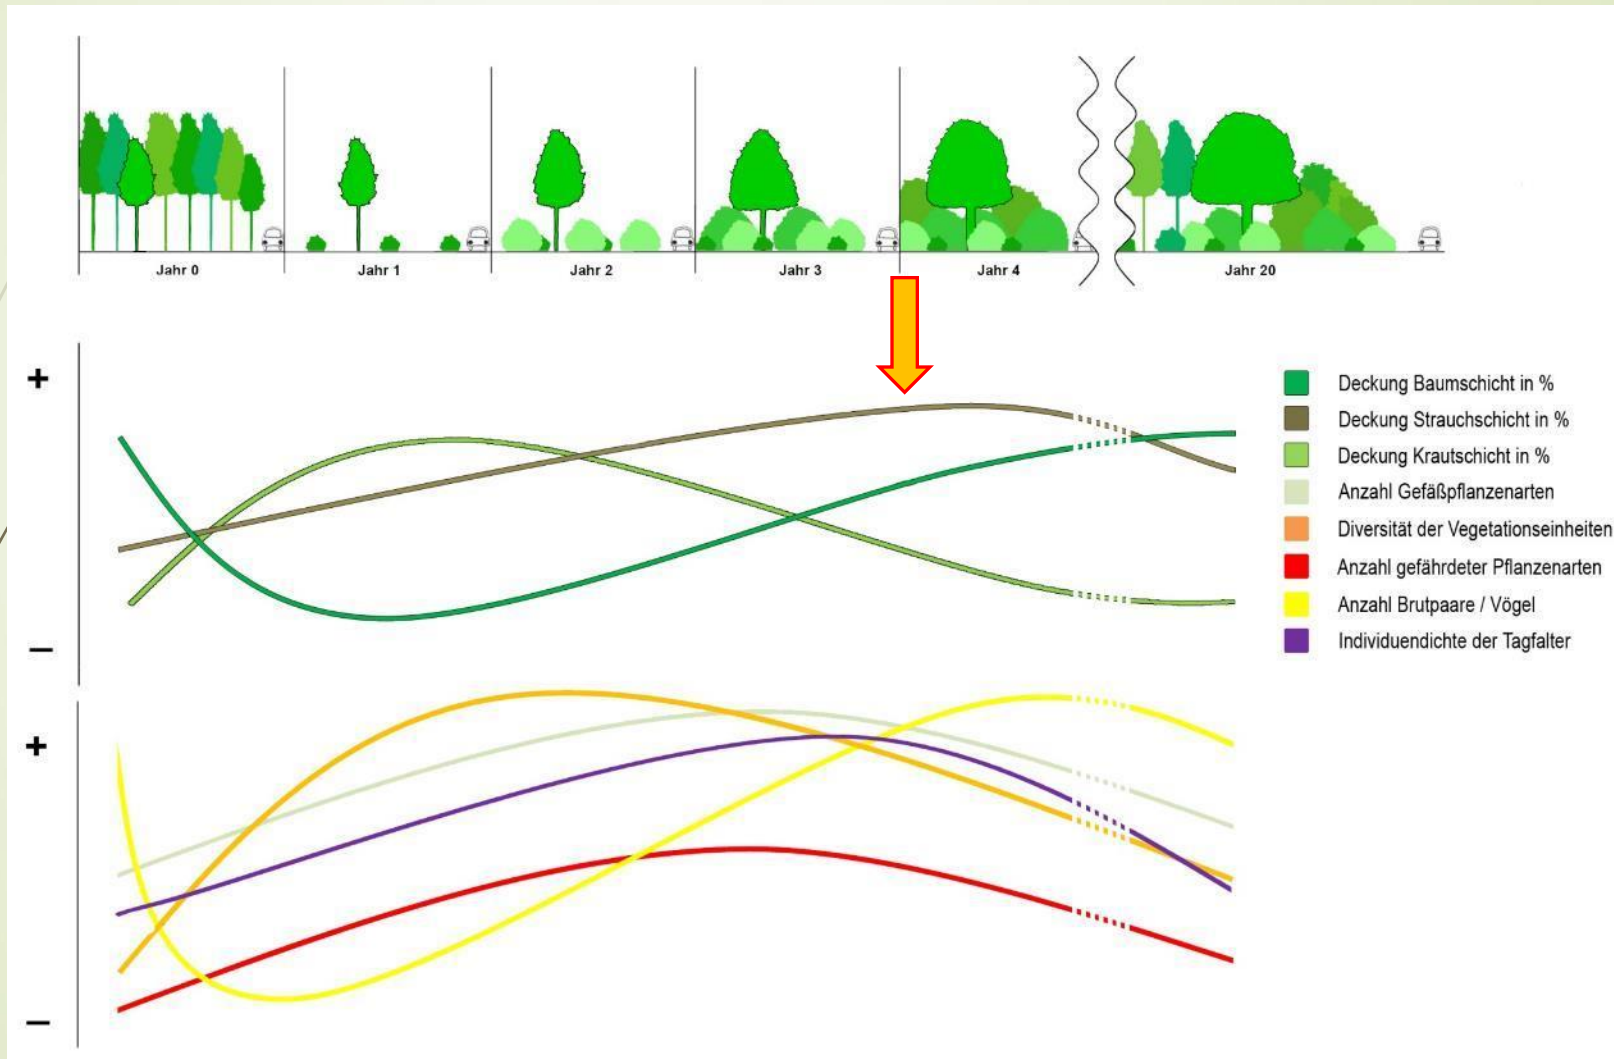 Jahr 0
Jahr 1
Jahr 2
Jahr 3
Jahr 4
Jahr 20
+
–
+
–
Deckung Baumschicht in %
Deckung Strauchschicht in %
Deckung Krautschicht in %
Anzahl Gefäßpflanzenarten
Diversität der Vegetationseinheiten
Anzahl gefährdeter Pflanzenarten
Anzahl Brutpaare / Vögel
Individuendichte der Tagfalter